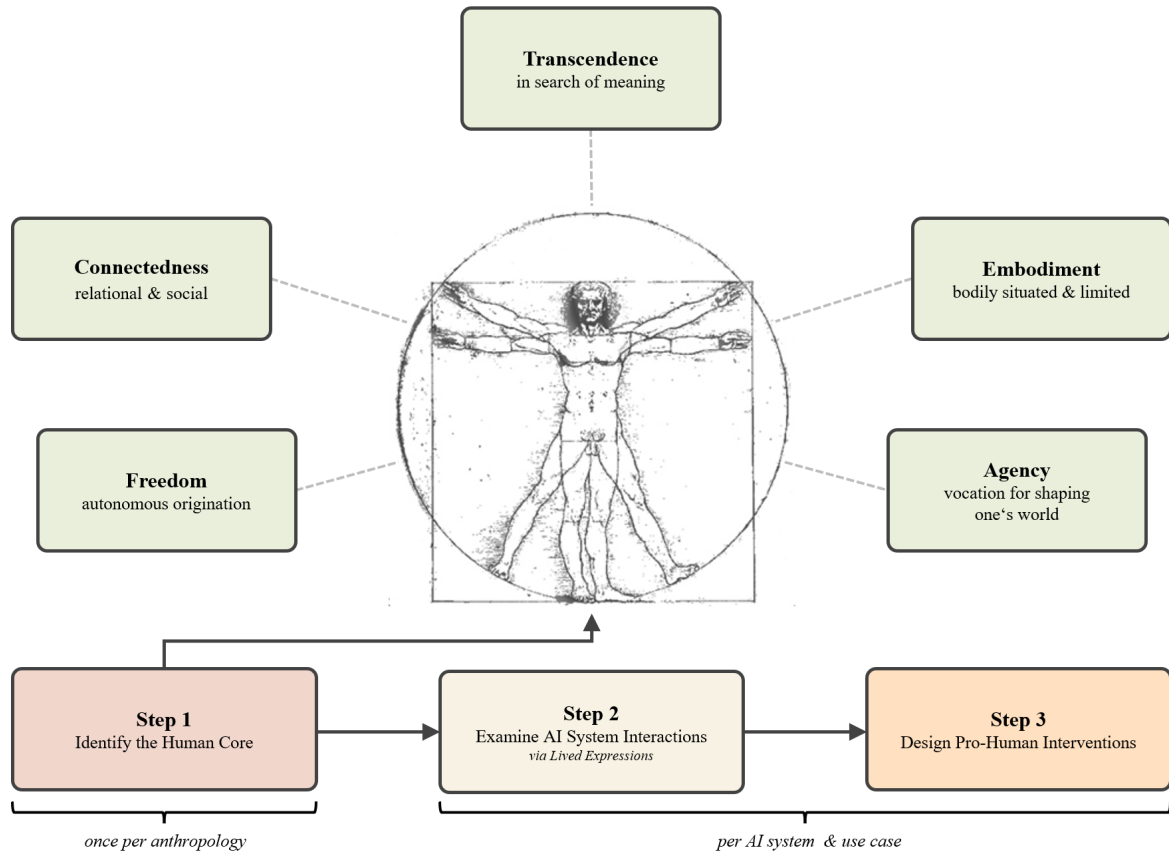 Transcendence
in search of meaning
Connectedness
relational & social
Embodiment
bodily situated & limited
Freedom
autonomous origination
Agency
vocation for shaping
one‘s world
Step 1
Identify the Human Core
Step 2
Examine AI System Interactions
via Lived Expressions
Step 3
Design Pro-Human Interventions
once per anthropology
per AI system & use case